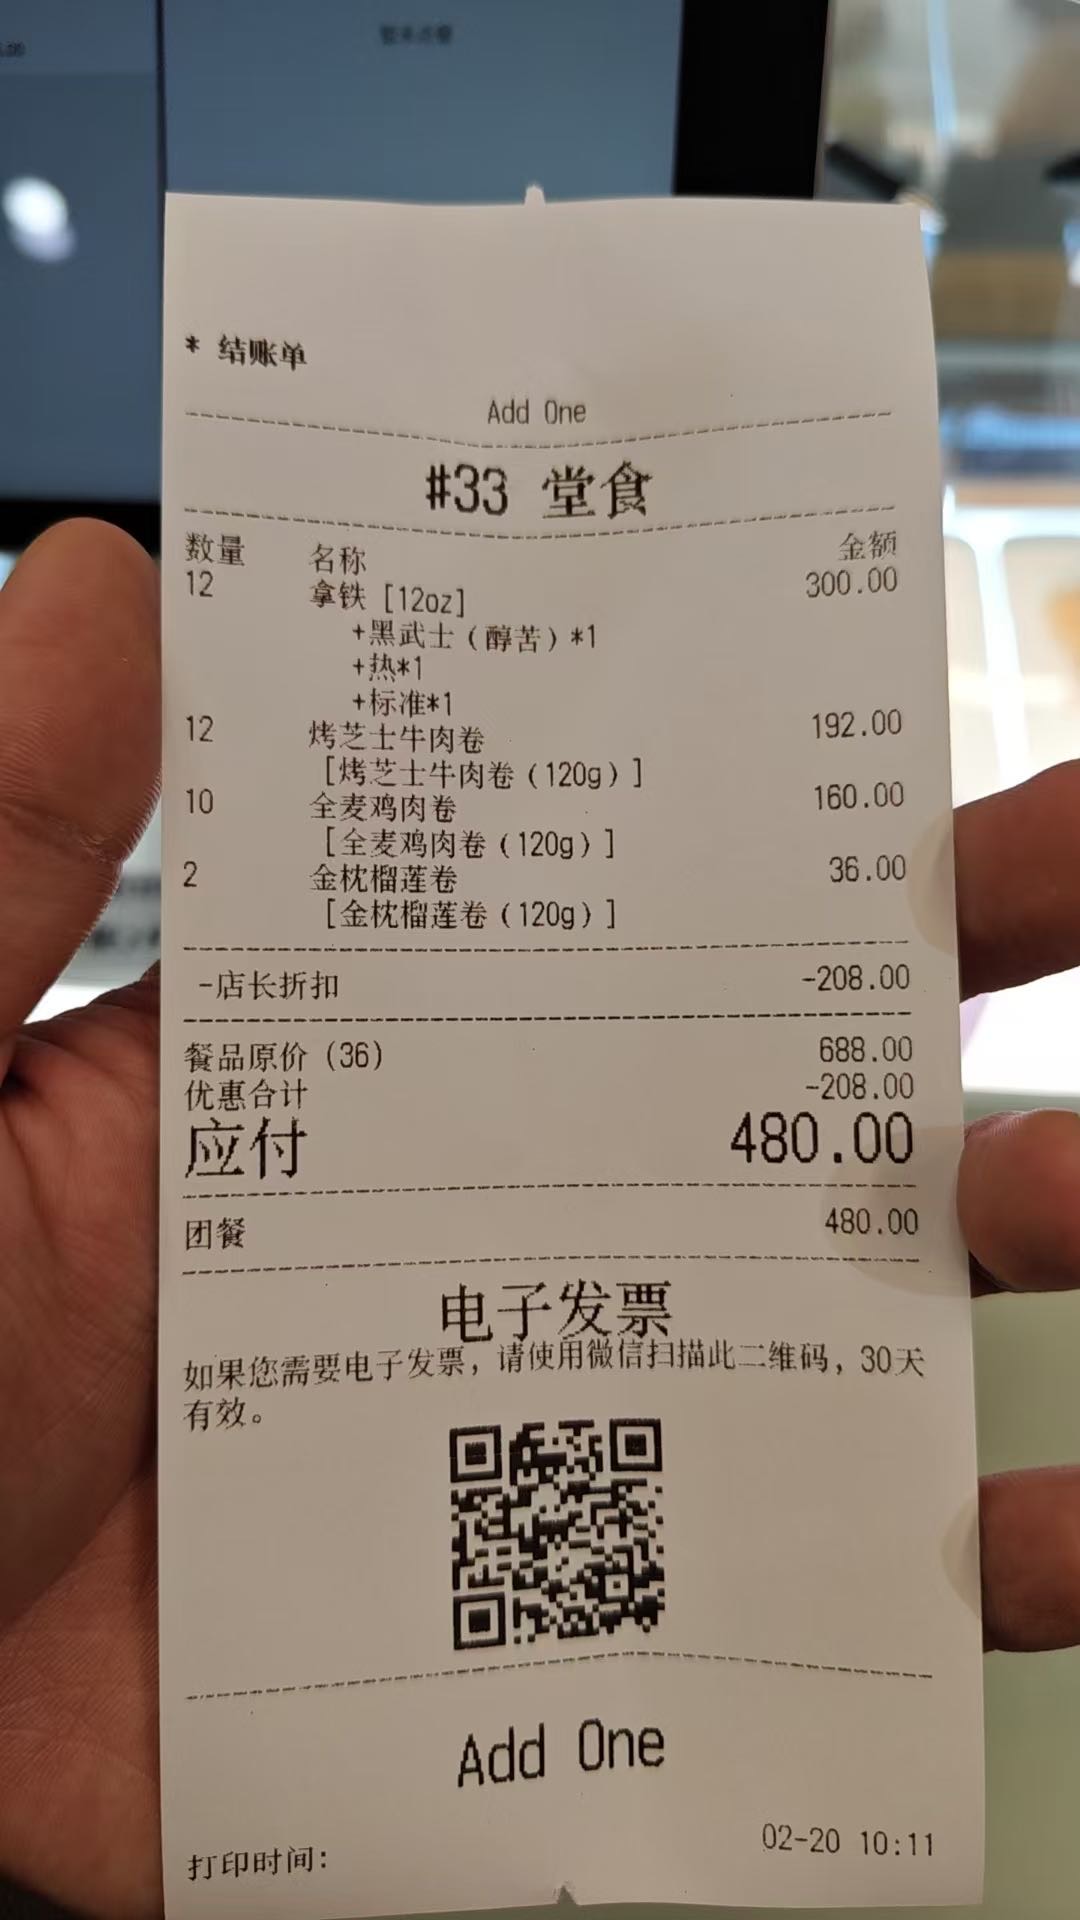 * 结账单
Add One
#33 堂食
数量 名称 金额
12 拿铁 [12oz] 300.00
+黑武士（醇苦）*1
+热*1
+标准*1
12 烤芝士牛肉卷 192.00
[烤芝士牛肉卷（120g）]
10 全麦鸡肉卷 160.00
[全麦鸡肉卷（120g）]
2 金枕榴莲卷 36.00
[金枕榴莲卷（120g）]
-店长折扣 -208.00
餐品原价 (36) 688.00
优惠合计 -208.00
应付 480.00
团餐 480.00
电子发票
如果您需要电子发票，请使用微信扫描此二维码，30天
有效。
Add One
打印时间: 02-20 10:11